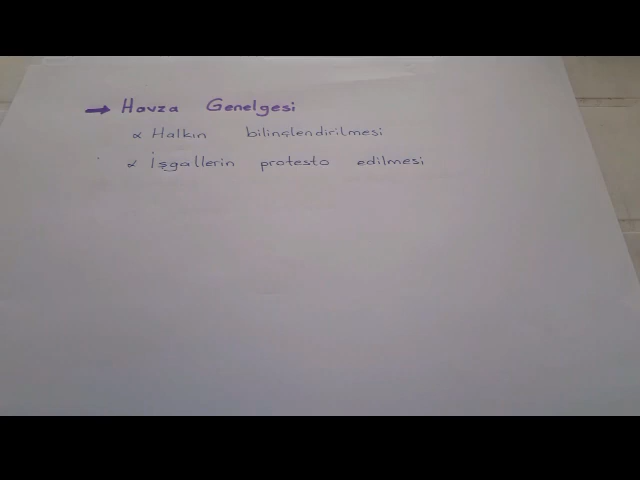 → Havza Genelgesi
∝ Halkın bilinçlendirilmesi
∝ İşgallerin protesto edilmesi